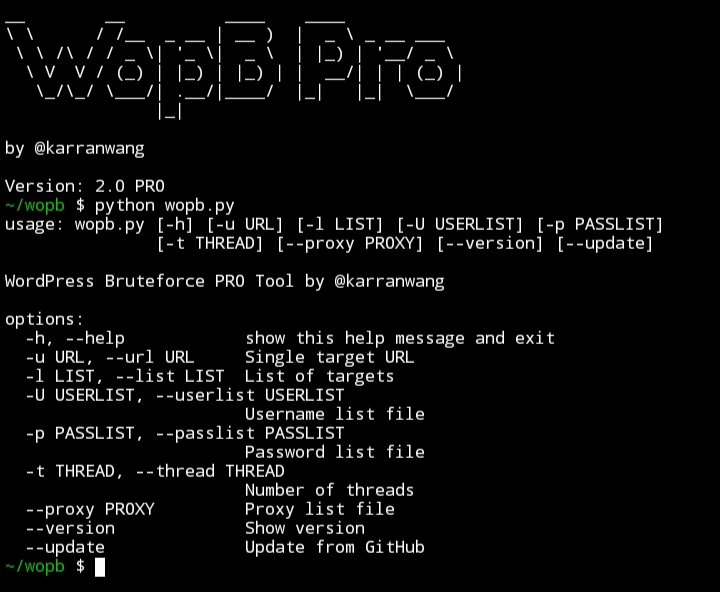 WopB Pro
by @karranwang
Version: 2.0 PRO
~/wopb $ python wopb.py
usage: wopb.py [-h] [-u URL] [-l LIST] [-U USERLIST] [-p PASSLIST]
[-t THREAD] [--proxy PROXY] [--version] [--update]
WordPress Bruteforce PRO Tool by @karranwang
options:
-h, --help show this help message and exit
-u URL, --url URL Single target URL
-l LIST, --list LIST List of targets
-U USERLIST, --userlist USERLIST
Username list file
-p PASSLIST, --passlist PASSLIST
Password list file
-t THREAD, --thread THREAD
Number of threads
--proxy PROXY Proxy list file
--version Show version
--update Update from GitHub
~/wopb $